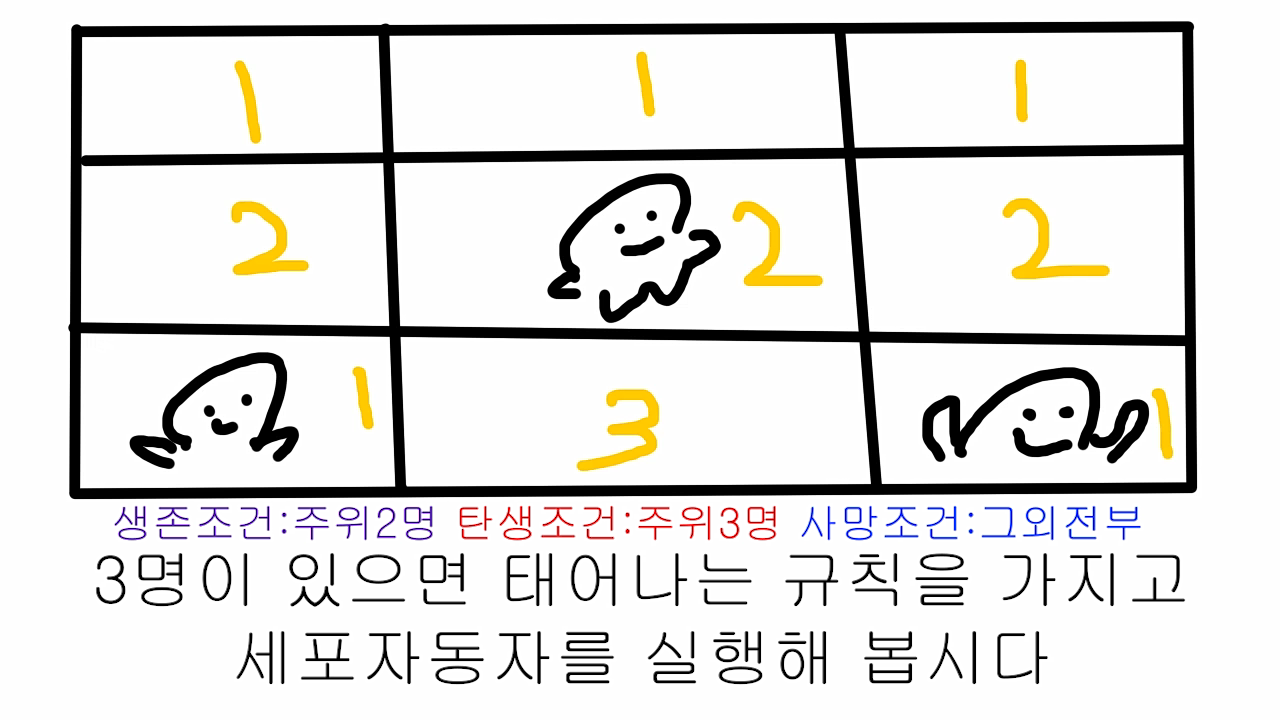 1 1 1
2 2 2
1 3 1
생존조건:주위2명 탄생조건:주위3명 사망조건:그외전부
3명이 있으면 태어나는 규칙을 가지고
세포자동자를 실행해 봅시다